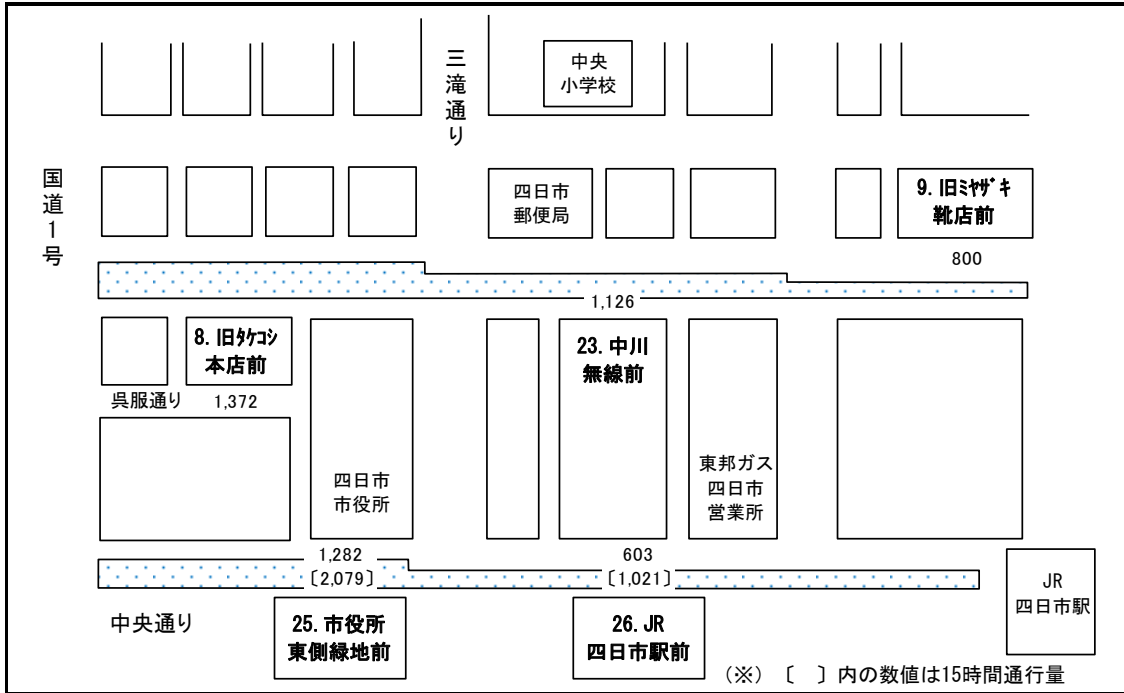 三滝通り
中央
小学校
国道1号
四日市
郵便局
9.旧ミヤザキ
靴店前
800
1,126
8.旧タケコシ
本店前
23.中川
無線前
呉服通り
1,372
四日市
市役所
東邦ガス
四日市
営業所
1,282
〔2,079〕
603
〔1,021〕
JR
四日市駅
中央通り
25.市役所
東側緑地前
26.JR
四日市駅前
（※）〔 〕内の数値は15時間通行量